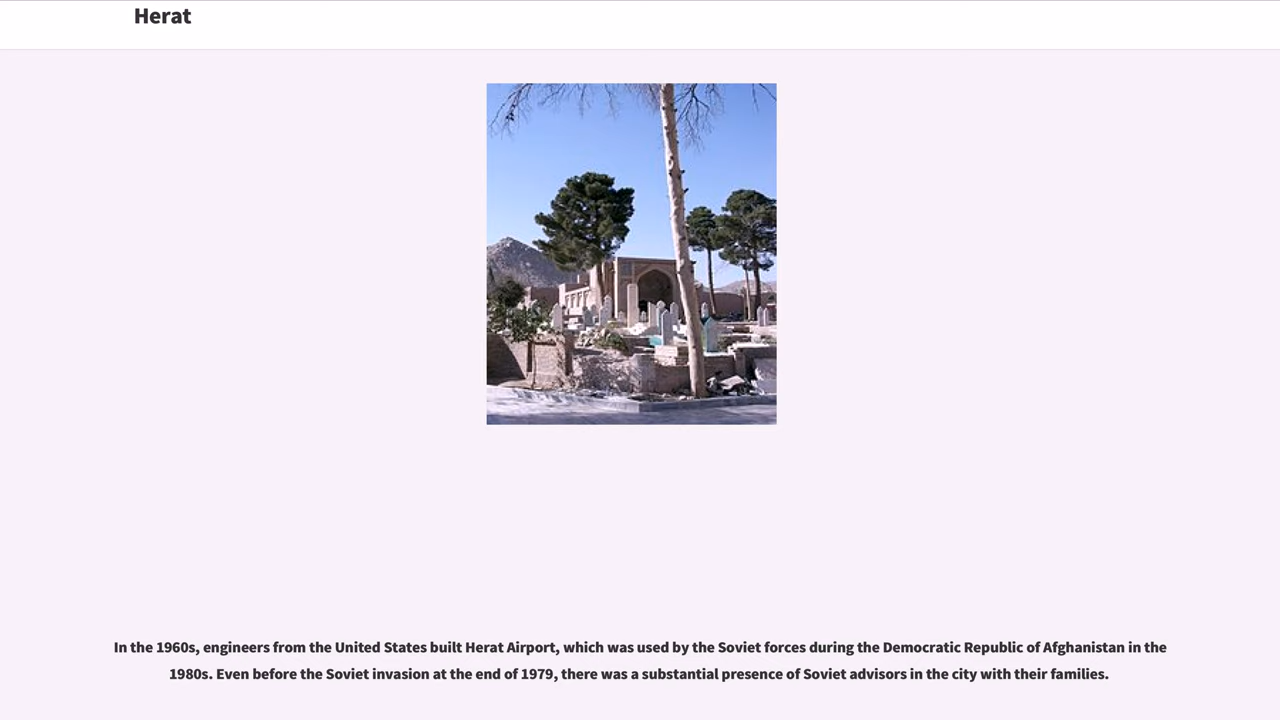 Herat
In the 1960s, engineers from the United States built Herat Airport, which was used by the Soviet forces during the Democratic Republic of Afghanistan in the
1980s. Even before the Soviet invasion at the end of 1979, there was a substantial presence of Soviet advisors in the city with their families.